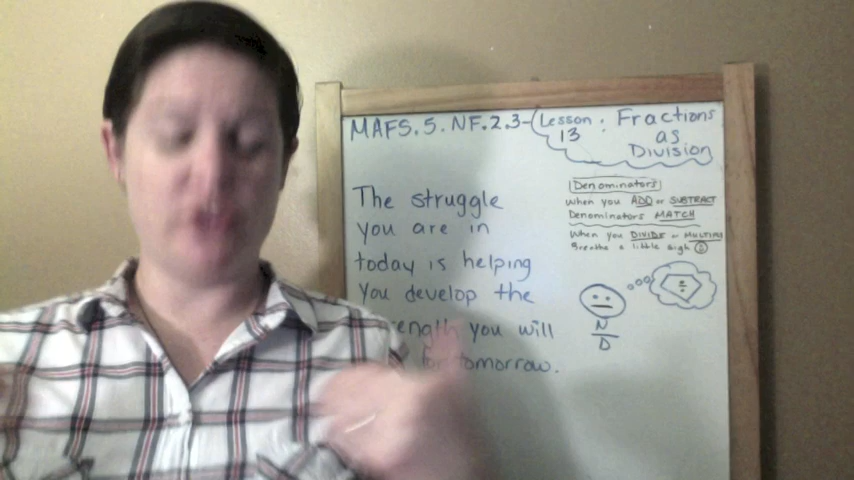 MAFS.5.NF.2.3- Lesson 13 : Fractions
as
Division
The struggle
you are in
today is helping
you develop the
you will
tomorrow.
Denominators
When you ADD or SUBTRACT
Denominators MATCH
When you DIVIDE or MULTIPLY
Breathe a little sigh
N
D